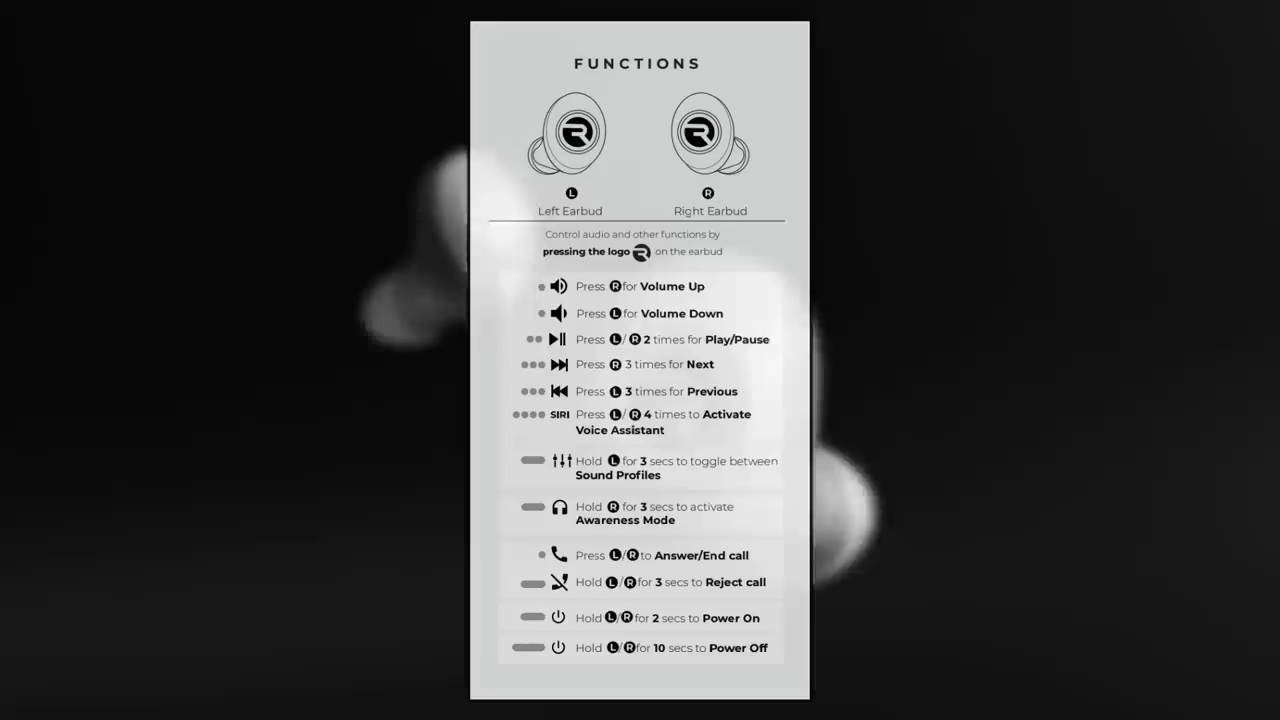 FUNCTIONS
L R
Left Earbud Right Earbud
Control audio and other functions by
pressing the logo R on the earbud
Press R for Volume Up
Press L for Volume Down
Press L/R 2 times for Play/Pause
Press R 3 times for Next
Press L 3 times for Previous
SIRI Press L/R 4 times to Activate
Voice Assistant
Hold L for 3 secs to toggle between
Sound Profiles
Hold R for 3 secs to activate
Awareness Mode
Press L/R to Answer/End call
Hold L/R for 3 secs to Reject call
Hold L/R for 2 secs to Power On
Hold L/R for 10 secs to Power Off